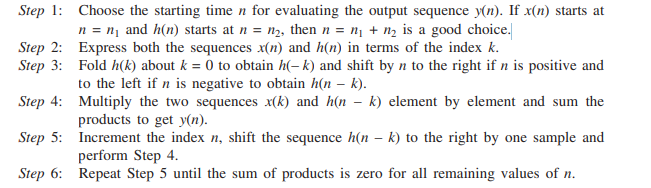 Step 1: Choose the starting time n for evaluating the output sequence y(n). If x(n) starts at
n = n₁ and h(n) starts at n = n₂, then n = n₁ + n₂ is a good choice.
Step 2: Express both the sequences x(n) and h(n) in terms of the index k.
Step 3: Fold h(k) about k = 0 to obtain h(– k) and shift by n to the right if n is positive and
to the left if n is negative to obtain h(n – k).
Step 4: Multiply the two sequences x(k) and h(n – k) element by element and sum the
products to get y(n).
Step 5: Increment the index n, shift the sequence h(n – k) to the right by one sample and
perform Step 4.
Step 6: Repeat Step 5 until the sum of products is zero for all remaining values of n.